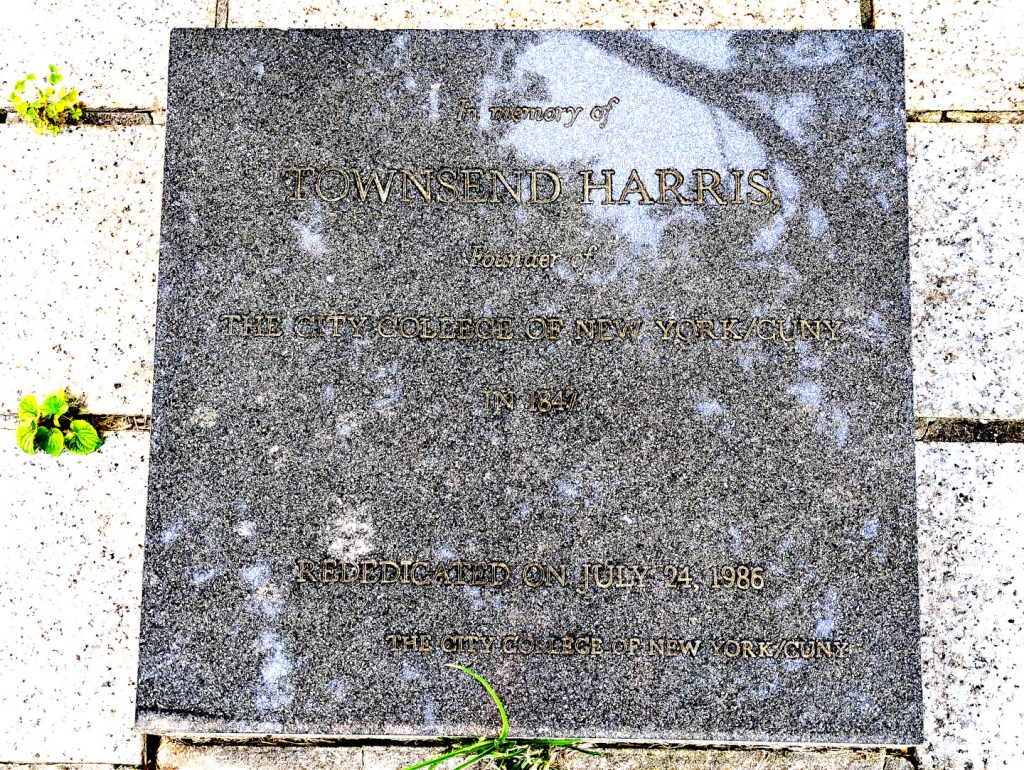 In memory of
TOWNSEND HARRIS,
Founder of
THE CITY COLLEGE OF NEW YORK/CUNY
IN 1847
REDEDICATED ON JULY 24, 1986
THE CITY COLLEGE OF NEW YORK/CUNY